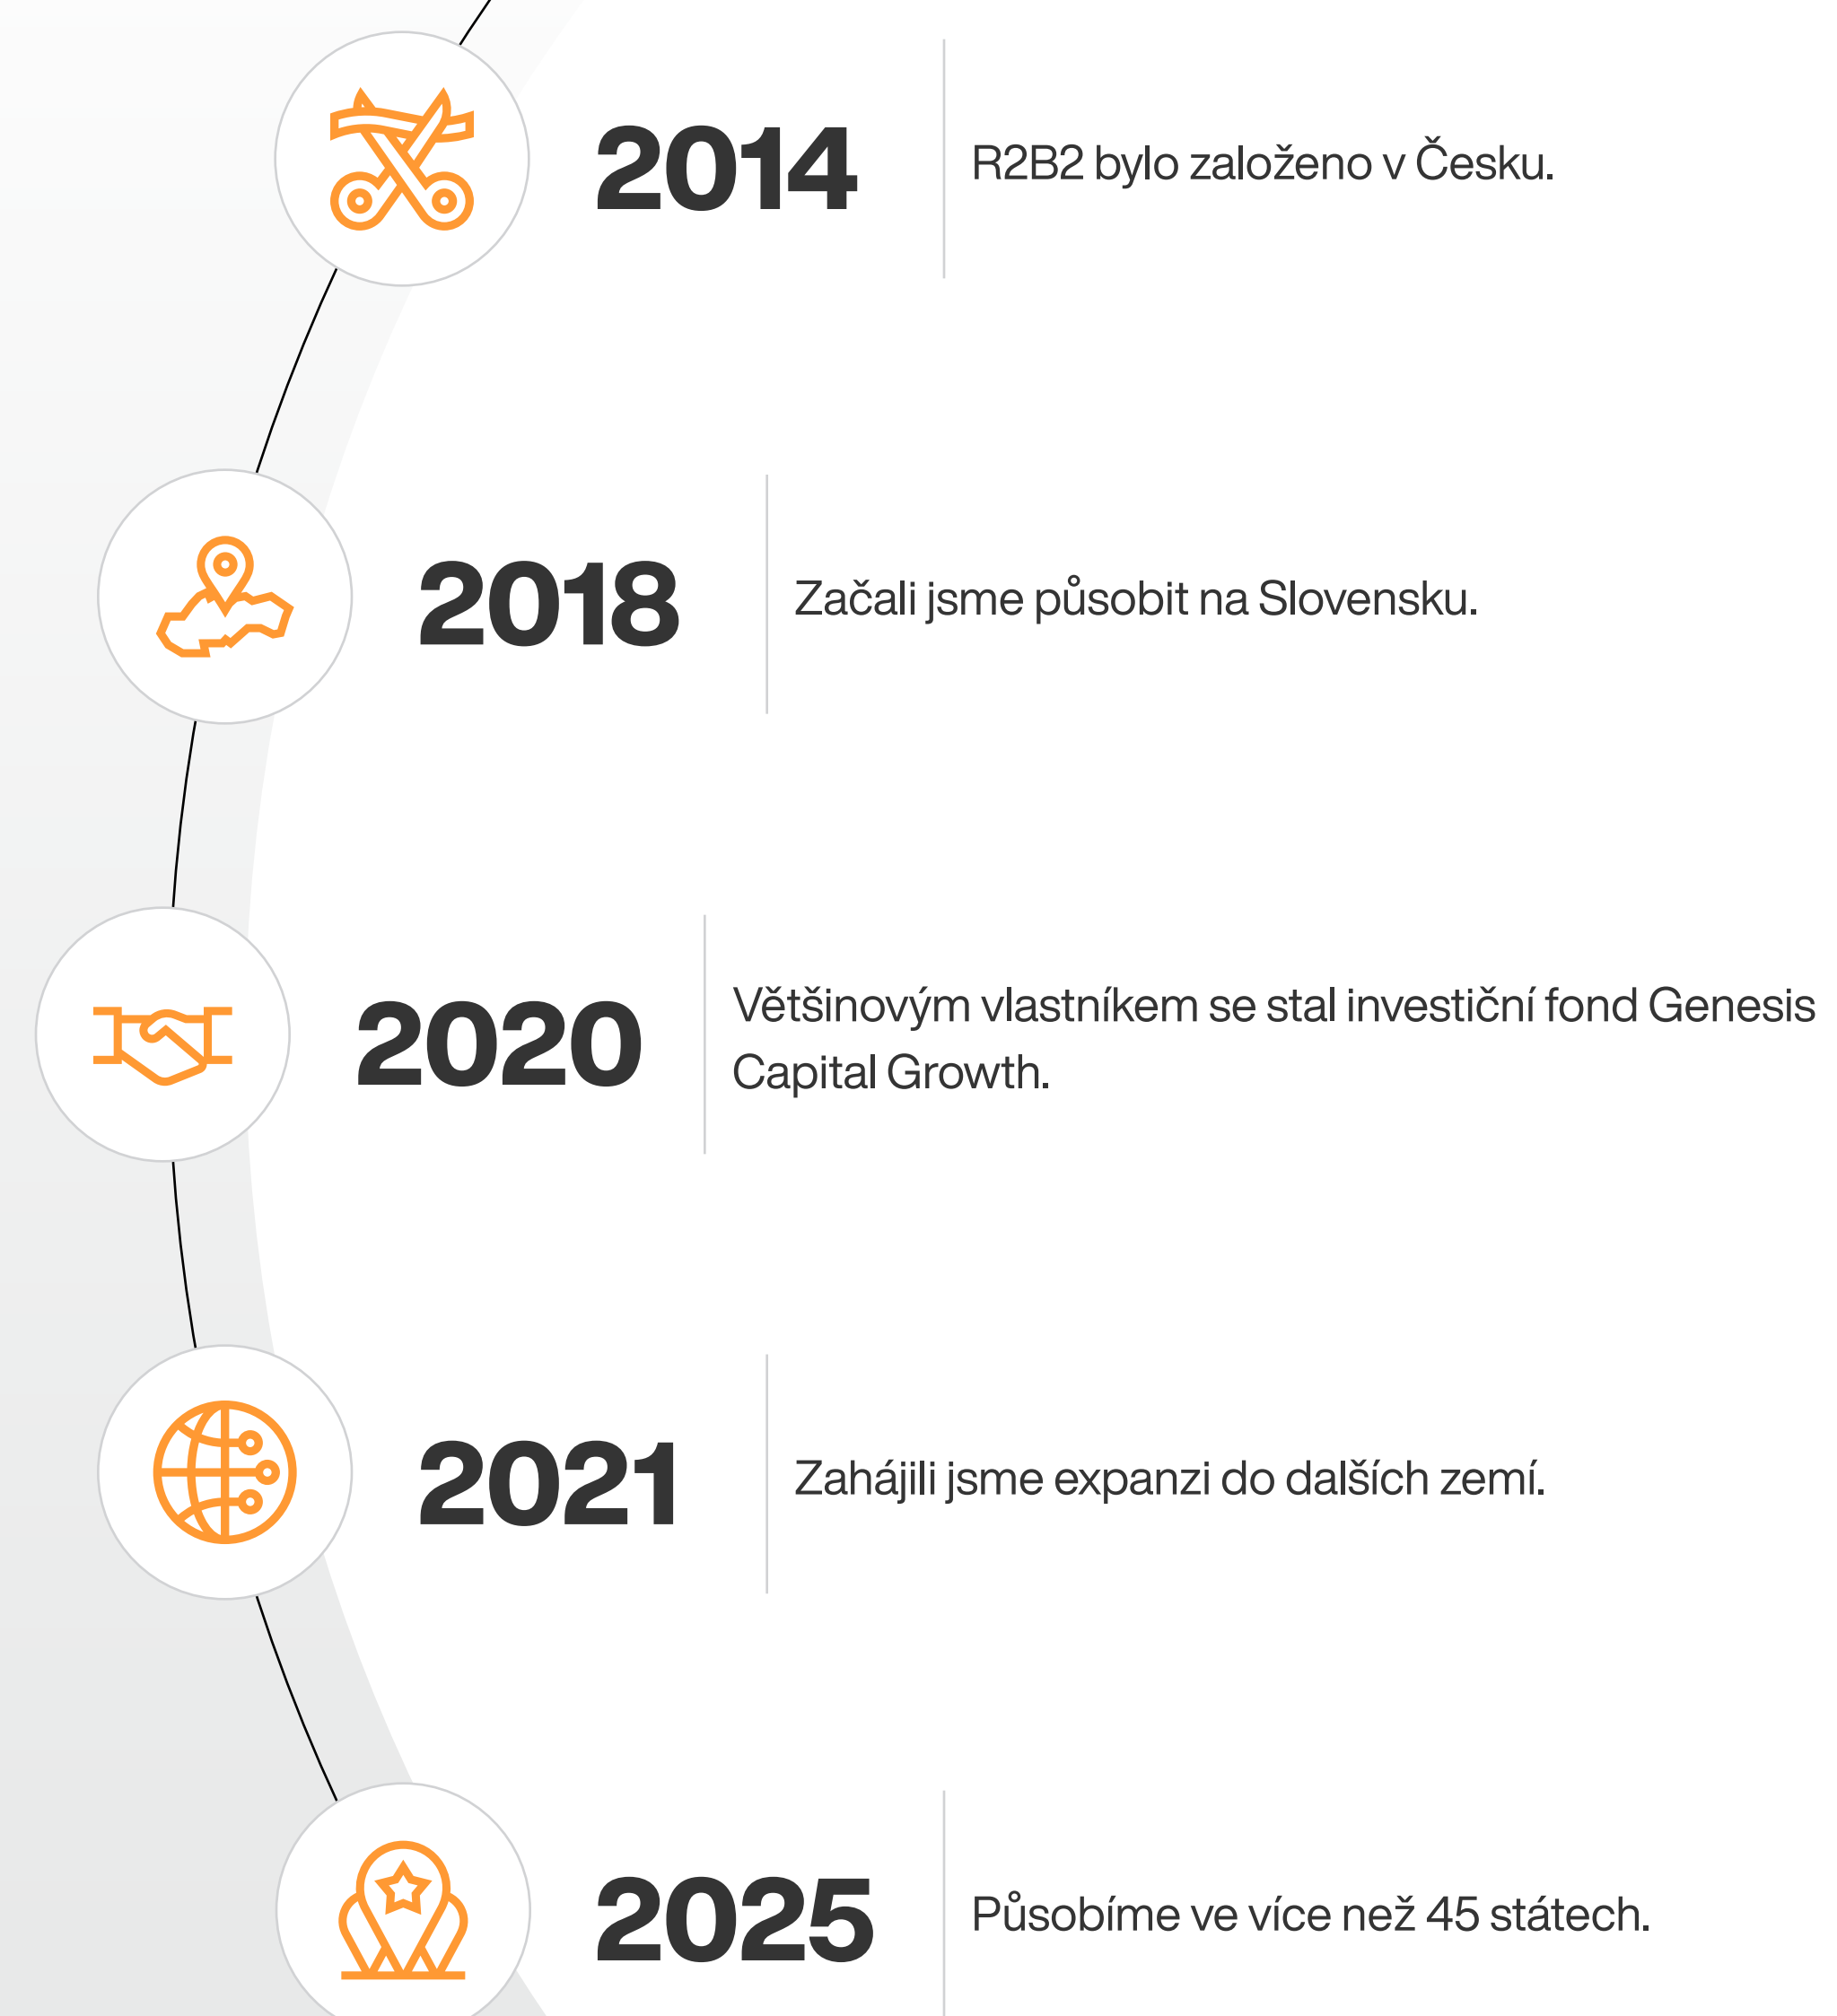 2014
R2B2 bylo založeno v Česku.
2018
Začali jsme působit na Slovensku.
2020
Většinovým vlastníkem se stal investiční fond Genesis
Capital Growth.
2021
Zahájili jsme expanzi do dalších zemí.
2025
Působíme ve více než 45 státech.